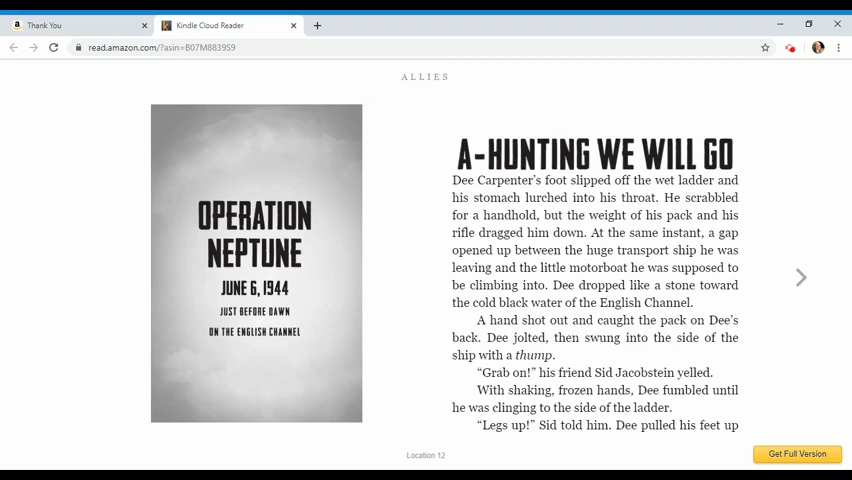 Thank You
Kindle Cloud Reader
read.amazon.com/?asin=B07M8839S9
ALLIES
OPERATION
NEPTUNE
JUNE 6, 1944
JUST BEFORE DAWN
ON THE ENGLISH CHANNEL
A-HUNTING WE WILL GO
Dee Carpenter's foot slipped off the wet ladder and
his stomach lurched into his throat. He scrabbled
for a handhold, but the weight of his pack and his
rifle dragged him down. At the same instant, a gap
opened up between the huge transport ship he was
leaving and the little motorboat he was supposed to
be climbing into. Dee dropped like a stone toward
the cold black water of the English Channel.
A hand shot out and caught the pack on Dee's
back. Dee jolted, then swung into the side of the
ship with a thump.
“Grab on!” his friend Sid Jacobstein yelled.
With shaking, frozen hands, Dee fumbled until
he was clinging to the side of the ladder.
“Legs up!” Sid told him. Dee pulled his feet up
Location 12
Get Full Version